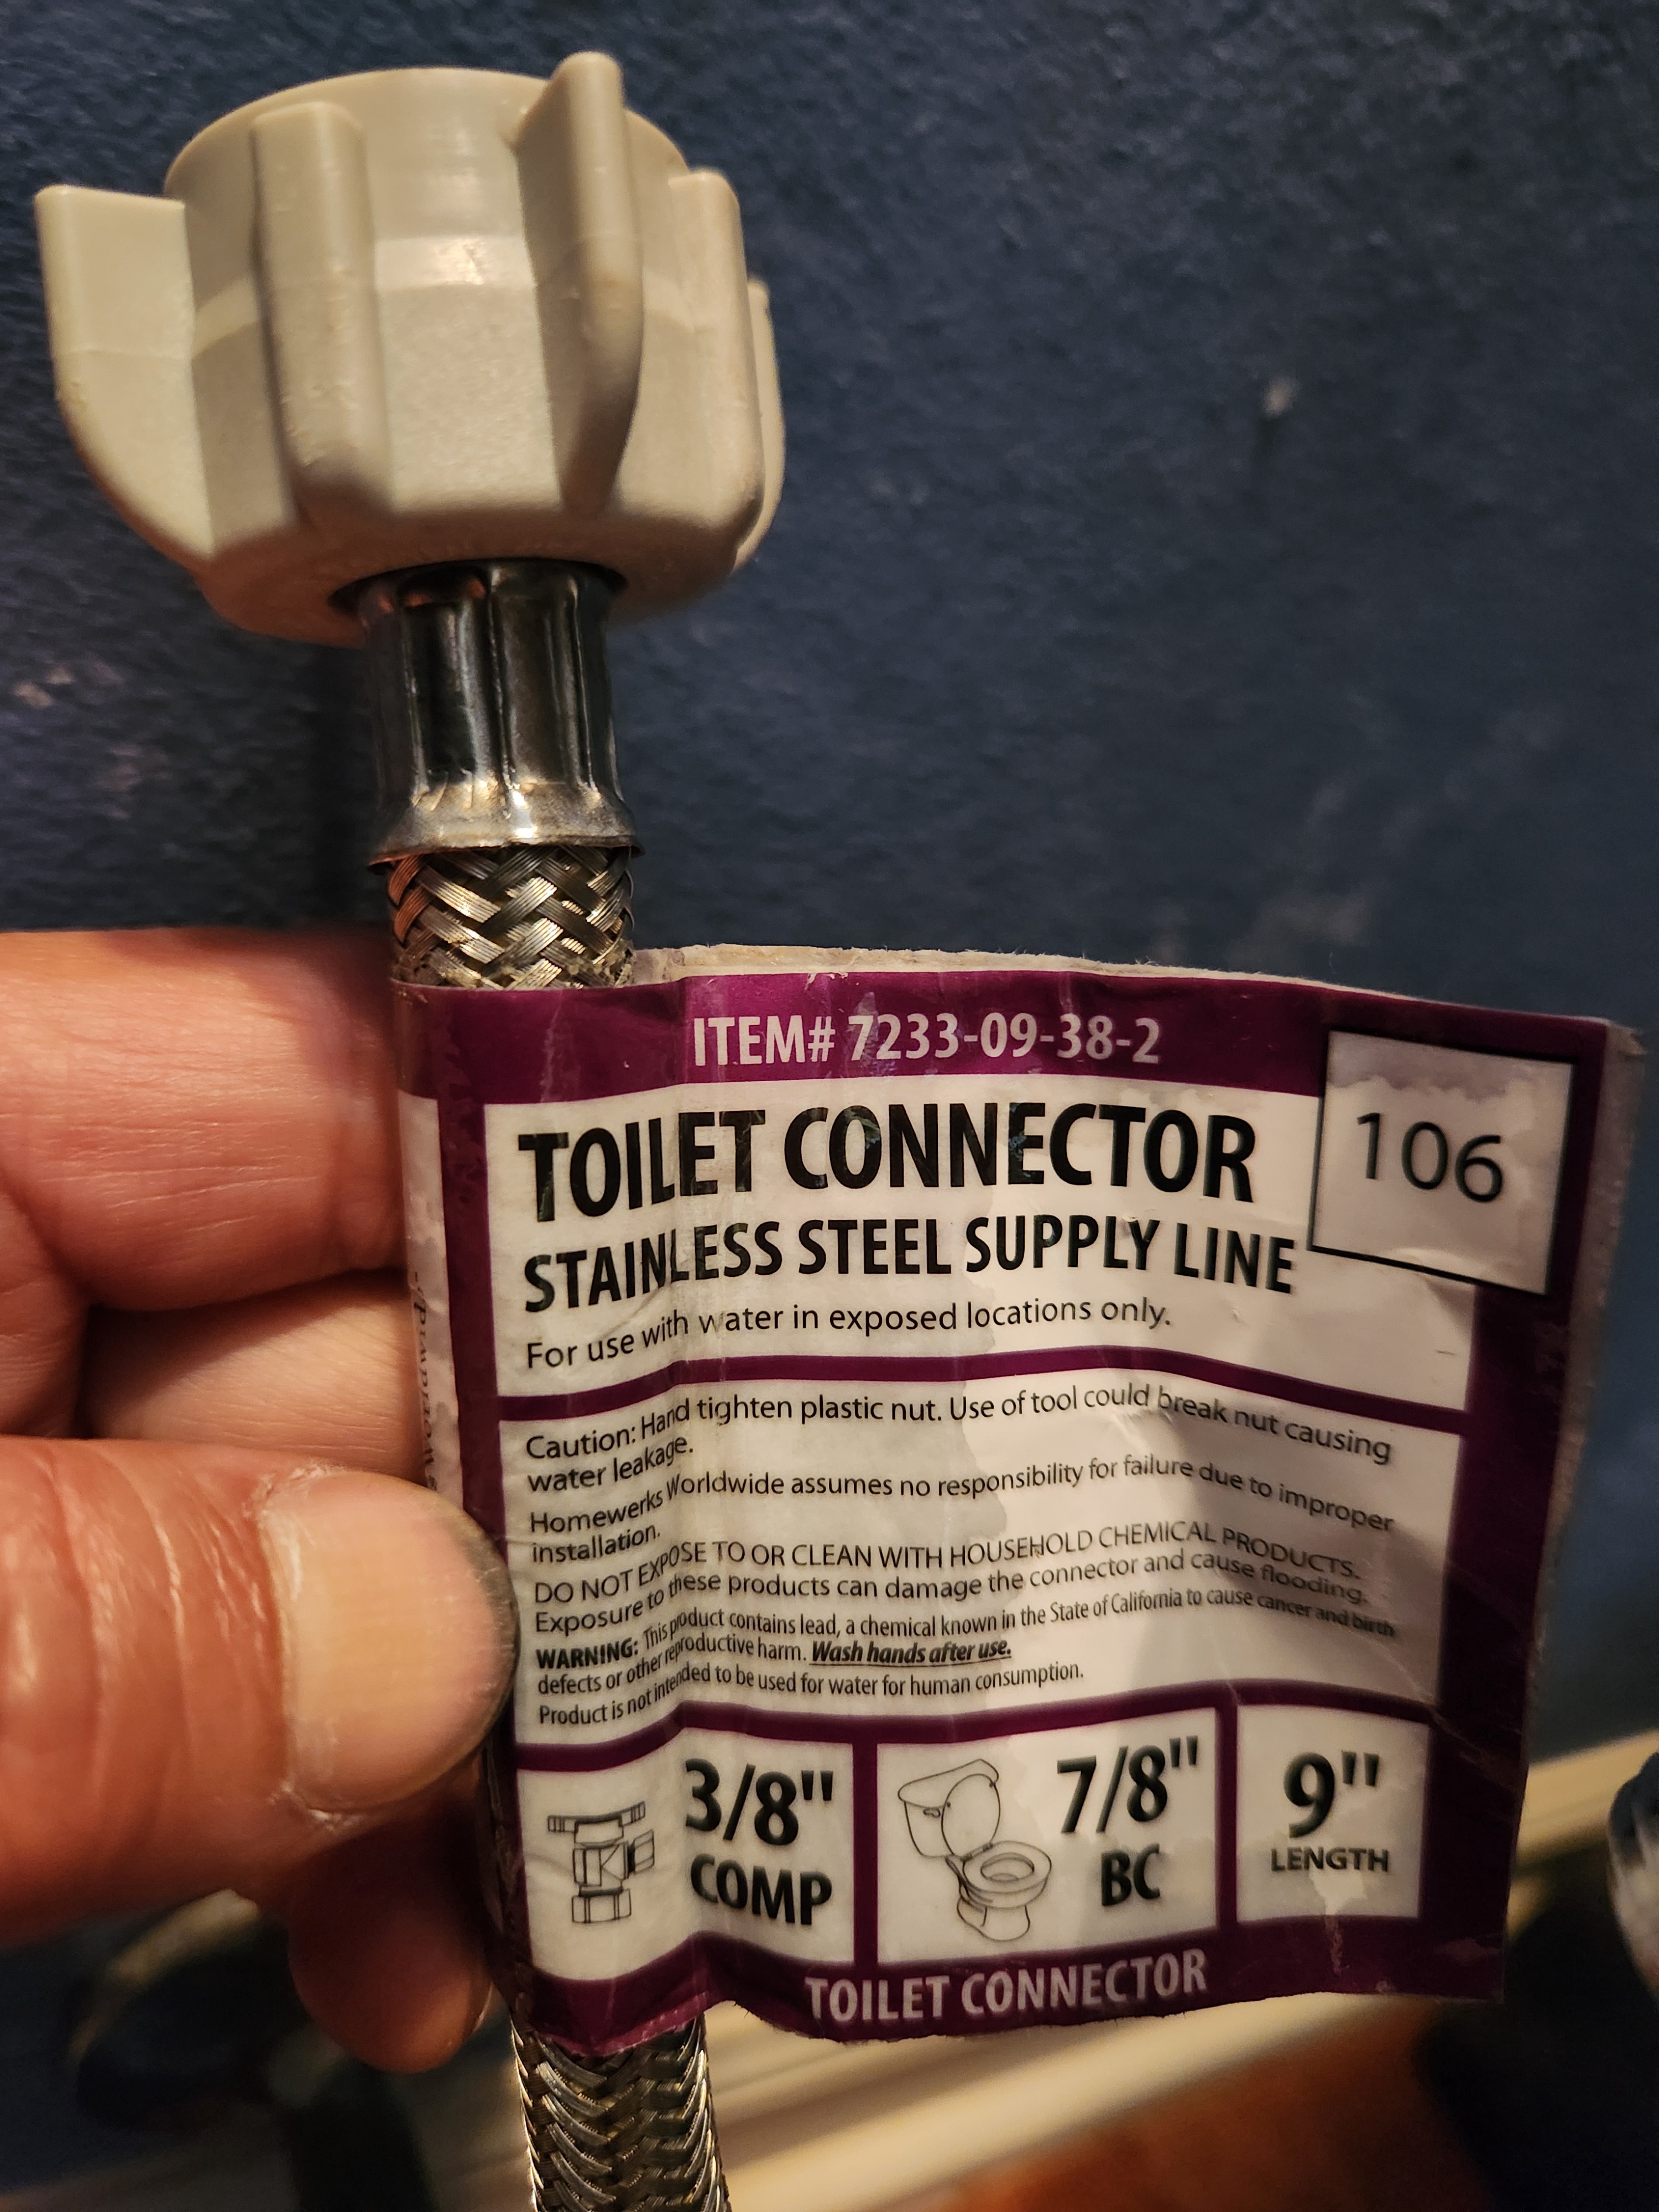 ITEM# 7233-09-38-2
TOILET CONNECTOR
106
STAINLESS STEEL SUPPLY LINE
For use with water in exposed locations only.
Caution: Hand tighten plastic nut. Use of tool could break nut causing
water leakage.
Homewerks Worldwide assumes no responsibility for failure due to improper
installation.
DO NOT EXPOSE TO OR CLEAN WITH HOUSEHOLD CHEMICAL PRODUCTS.
Exposure to these products can damage the connector and cause flooding.
WARNING: This product contains lead, a chemical known in the State of California to cause cancer and birth
defects or other reproductive harm. Wash hands after use.
Product is not intended to be used for water for human consumption.
3/8"
COMP
7/8"
BC
9"
LENGTH
TOILET CONNECTOR